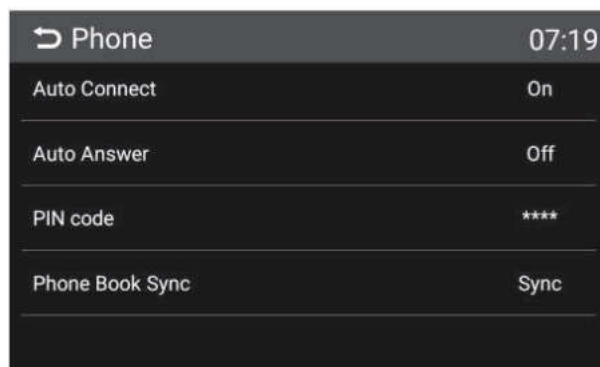 Phone 07:19
Auto Connect On
Auto Answer Off
PIN code ****
Phone Book Sync Sync